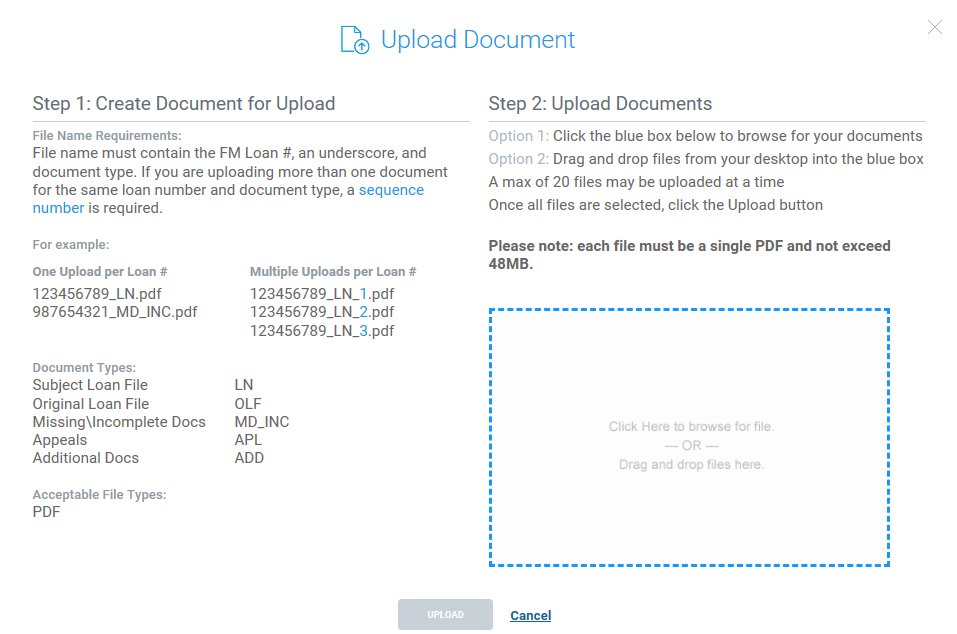 Upload Document
Step 1: Create Document for Upload
File Name Requirements:
File name must contain the FM Loan #, an underscore, and
document type. If you are uploading more than one document
for the same loan number and document type, a sequence
number is required.
For example:
One Upload per Loan #
123456789_LN.pdf
987654321_MD_INC.pdf
Multiple Uploads per Loan #
123456789_LN_1.pdf
123456789_LN_2.pdf
123456789_LN_3.pdf
Document Types:
Subject Loan File LN
Original Loan File OLF
Missing\Incomplete Docs MD_INC
Appeals APL
Additional Docs ADD
Acceptable File Types:
PDF
Step 2: Upload Documents
Option 1: Click the blue box below to browse for your documents
Option 2: Drag and drop files from your desktop into the blue box
A max of 20 files may be uploaded at a time
Once all files are selected, click the Upload button
Please note: each file must be a single PDF and not exceed
48MB.
Click Here to browse for file.
--- OR ---
Drag and drop files here.
UPLOAD
Cancel